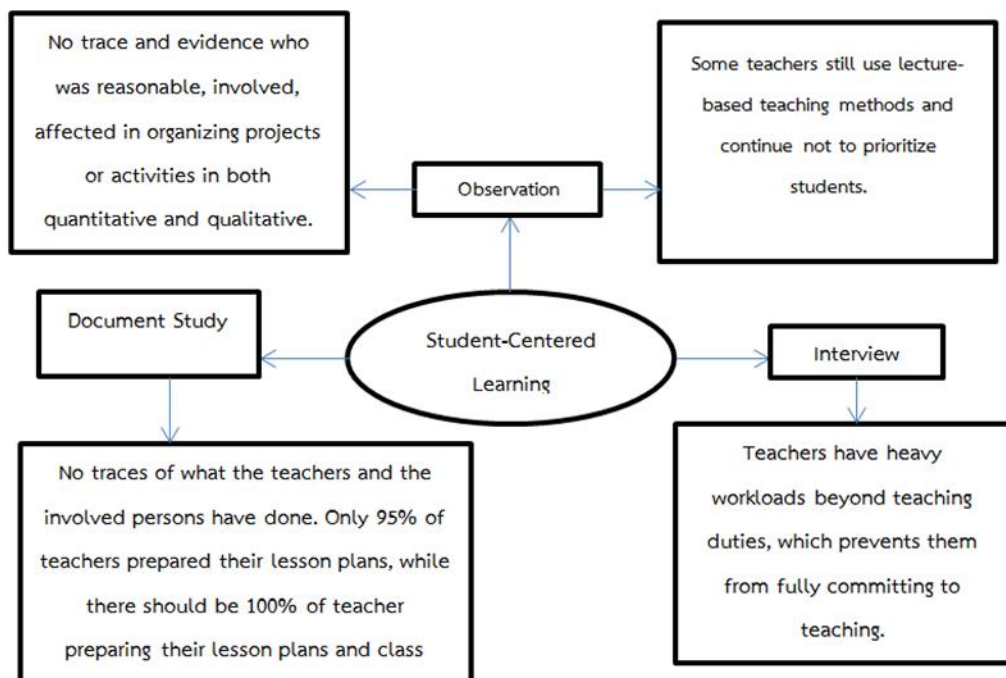 No trace and evidence who
was reasonable, involved,
affected in organizing projects
or activities in both
quantitative and qualitative.
Observation
Some teachers still use lecture-
based teaching methods and
continue not to prioritize
students.
Document Study
Student-Centered
Learning
Interview
No traces of what the teachers and the
involved persons have done. Only 95% of
teachers prepared their lesson plans, while
there should be 100% of teacher
preparing their lesson plans and class
Teachers have heavy
workloads beyond teaching
duties, which prevents them
from fully committing to
teaching.